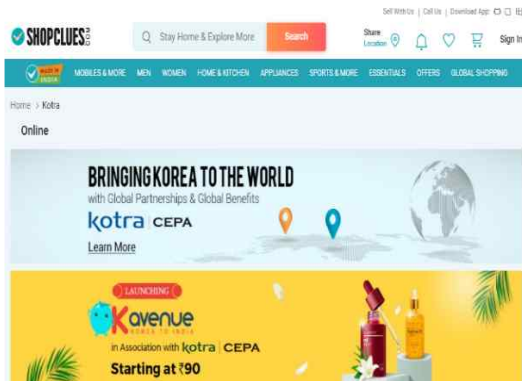 Sell With Us | Call Us | Download App
SHOPCLUES.COM
Stay Home & Explore More
Search
Share
Location
Sign In
MADE IN
INDIA
MOBILES & MORE MEN WOMEN HOME & KITCHEN APPLIANCES SPORTS & MORE ESSENTIALS OFFERS GLOBAL SHOPPING
Home > Kotra
Online
BRINGING KOREA TO THE WORLD
with Global Partnerships & Global Benefits
kotra | CEPA
Learn More
LAUNCHING
K avenue
KOREA TO INDIA
in Association with kotra | CEPA
Starting at ₹90